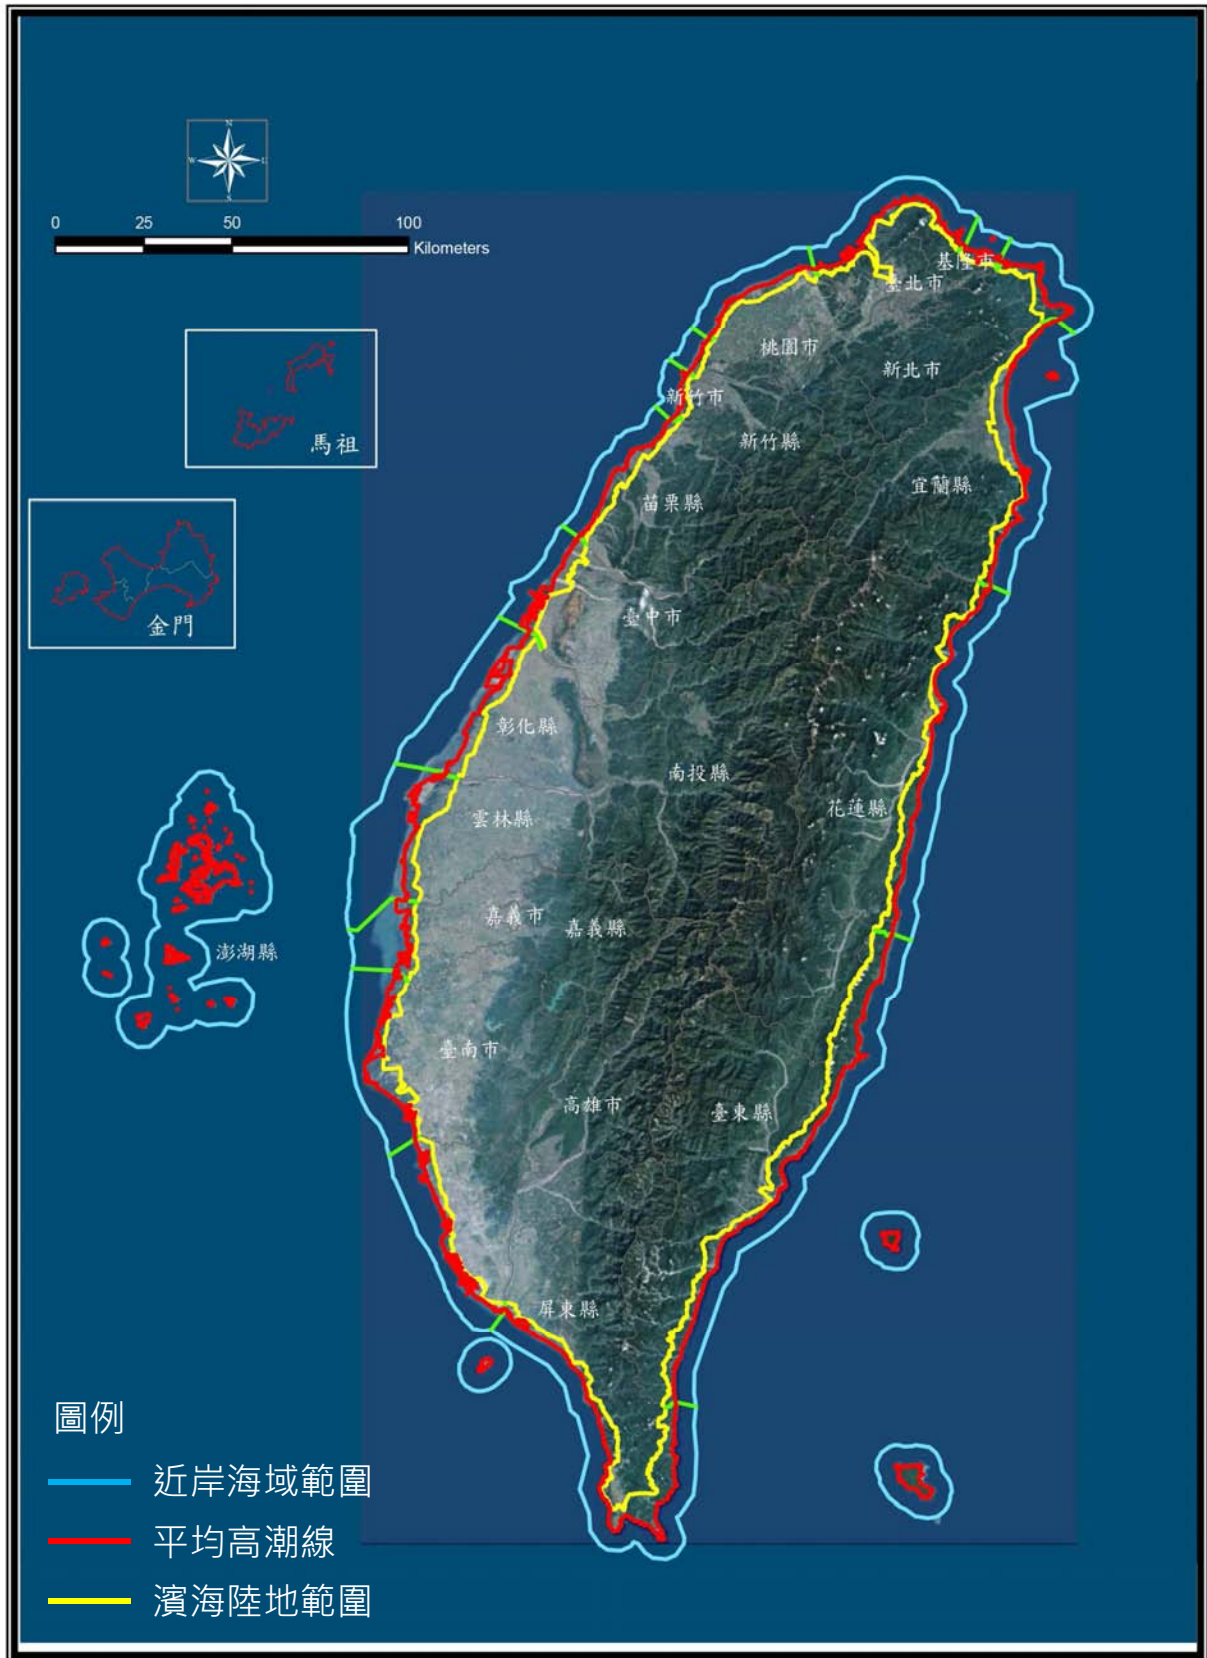 N
W
E
S
0 25 50 100
Kilometers
基隆市
臺北市
桃園市
新北市
新竹市
新竹縣
馬祖
宜蘭縣
苗栗縣
臺中市
金門
彰化縣
南投縣
花蓮縣
雲林縣
嘉義市
嘉義縣
澎湖縣
臺南市
高雄市
臺東縣
屏東縣
圖例
近岸海域範圍
平均高潮線
濱海陸地範圍